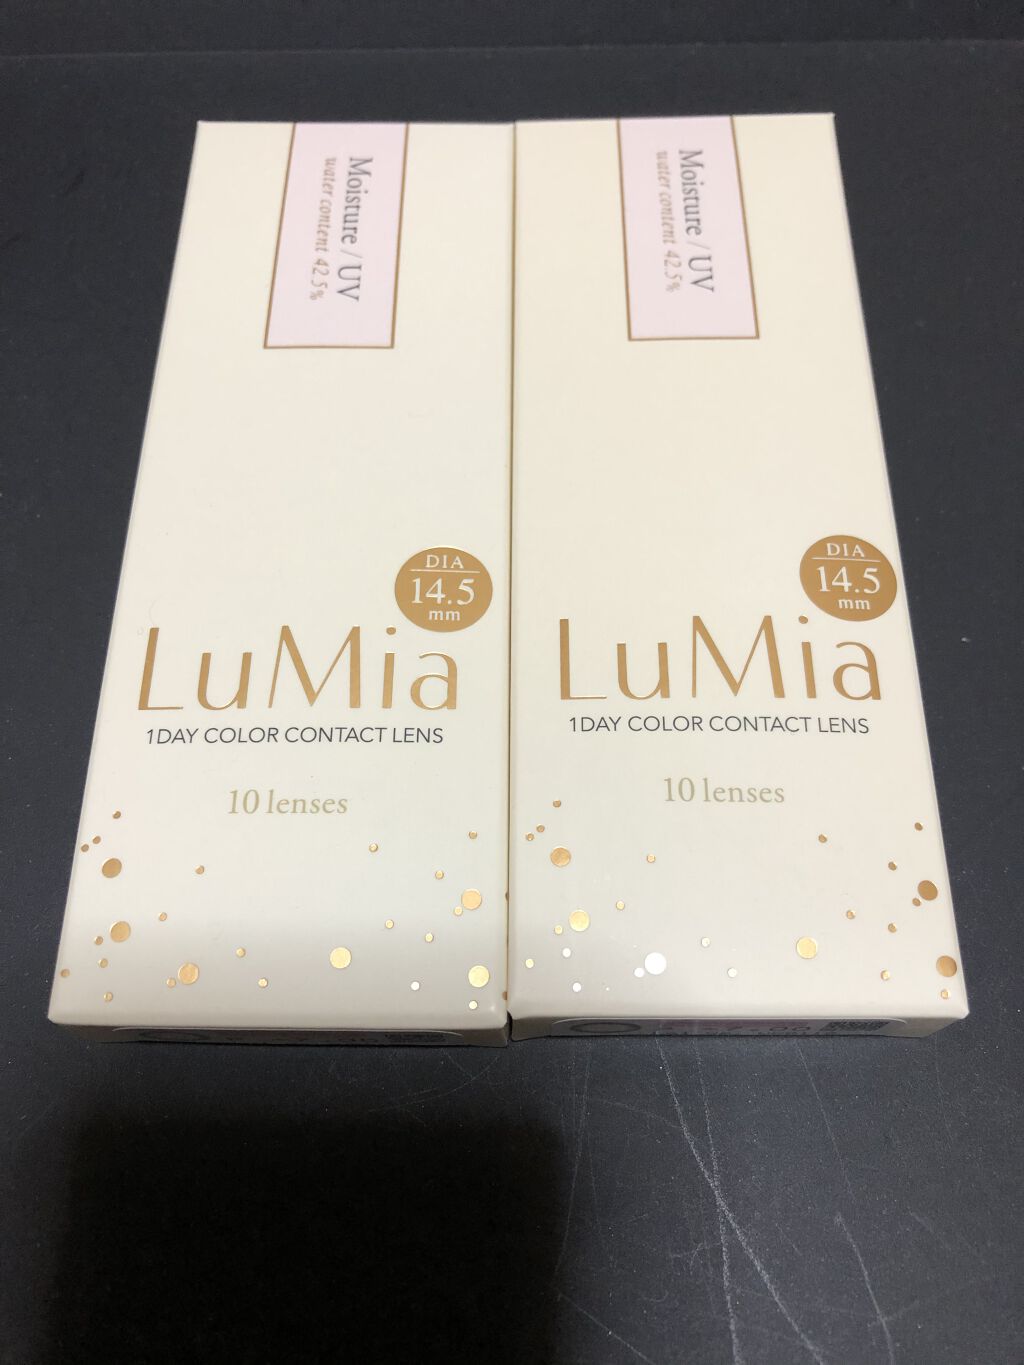 Moisture / UV
water content 42.5%
DIA
14.5
mm
LuMia
1DAY COLOR CONTACT LENS
10 lenses
Moisture / UV
water content 42.5%
DIA
14.5
mm
LuMia
1DAY COLOR CONTACT LENS
10 lenses